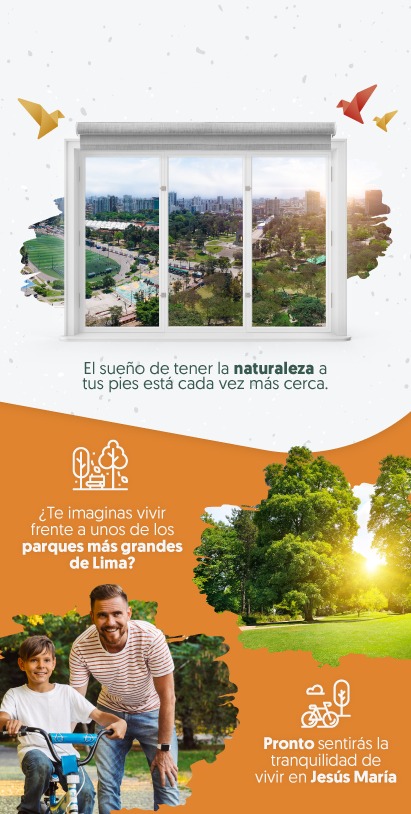 El sueño de tener la naturaleza a
tus pies está cada vez más cerca.
¿Te imaginas vivir
frente a unos de los
parques más grandes
de Lima?
Pronto sentirás la
tranquilidad de
vivir en Jesús María